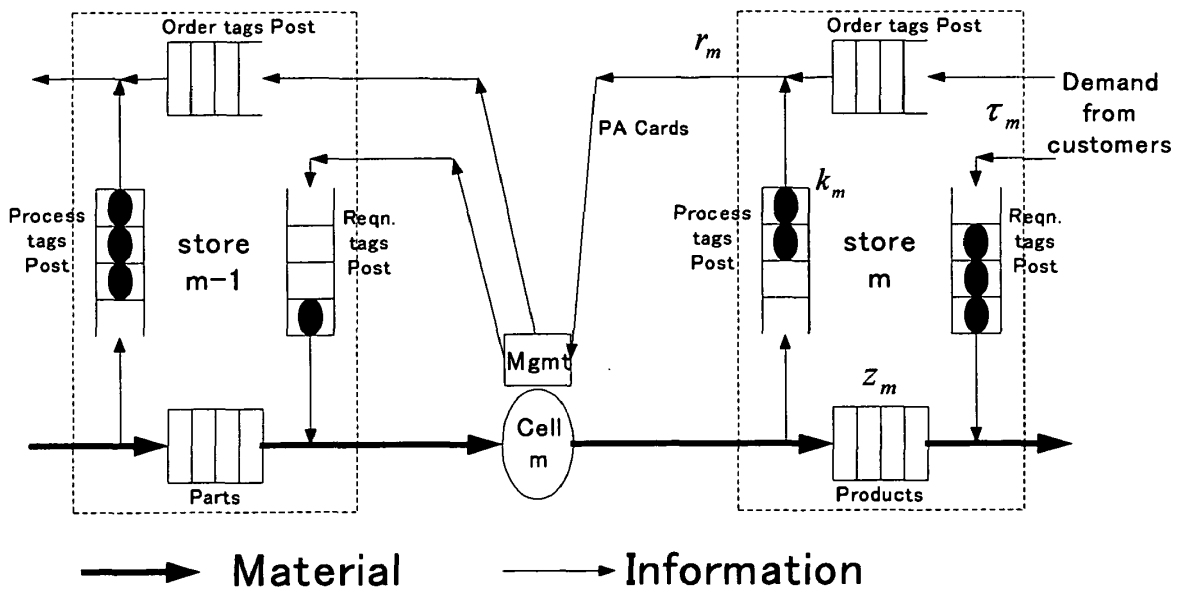 Order tags Post
Order tags Post
r_m
Demand
from
customers
τ_m
PA Cards
k_m
Process
tags
Post
store
m-1
Reqn.
tags
Post
Process
tags
Post
store
m
Reqn.
tags
Post
Mgmt
z_m
Cell
m
Parts
Products
Material
Information